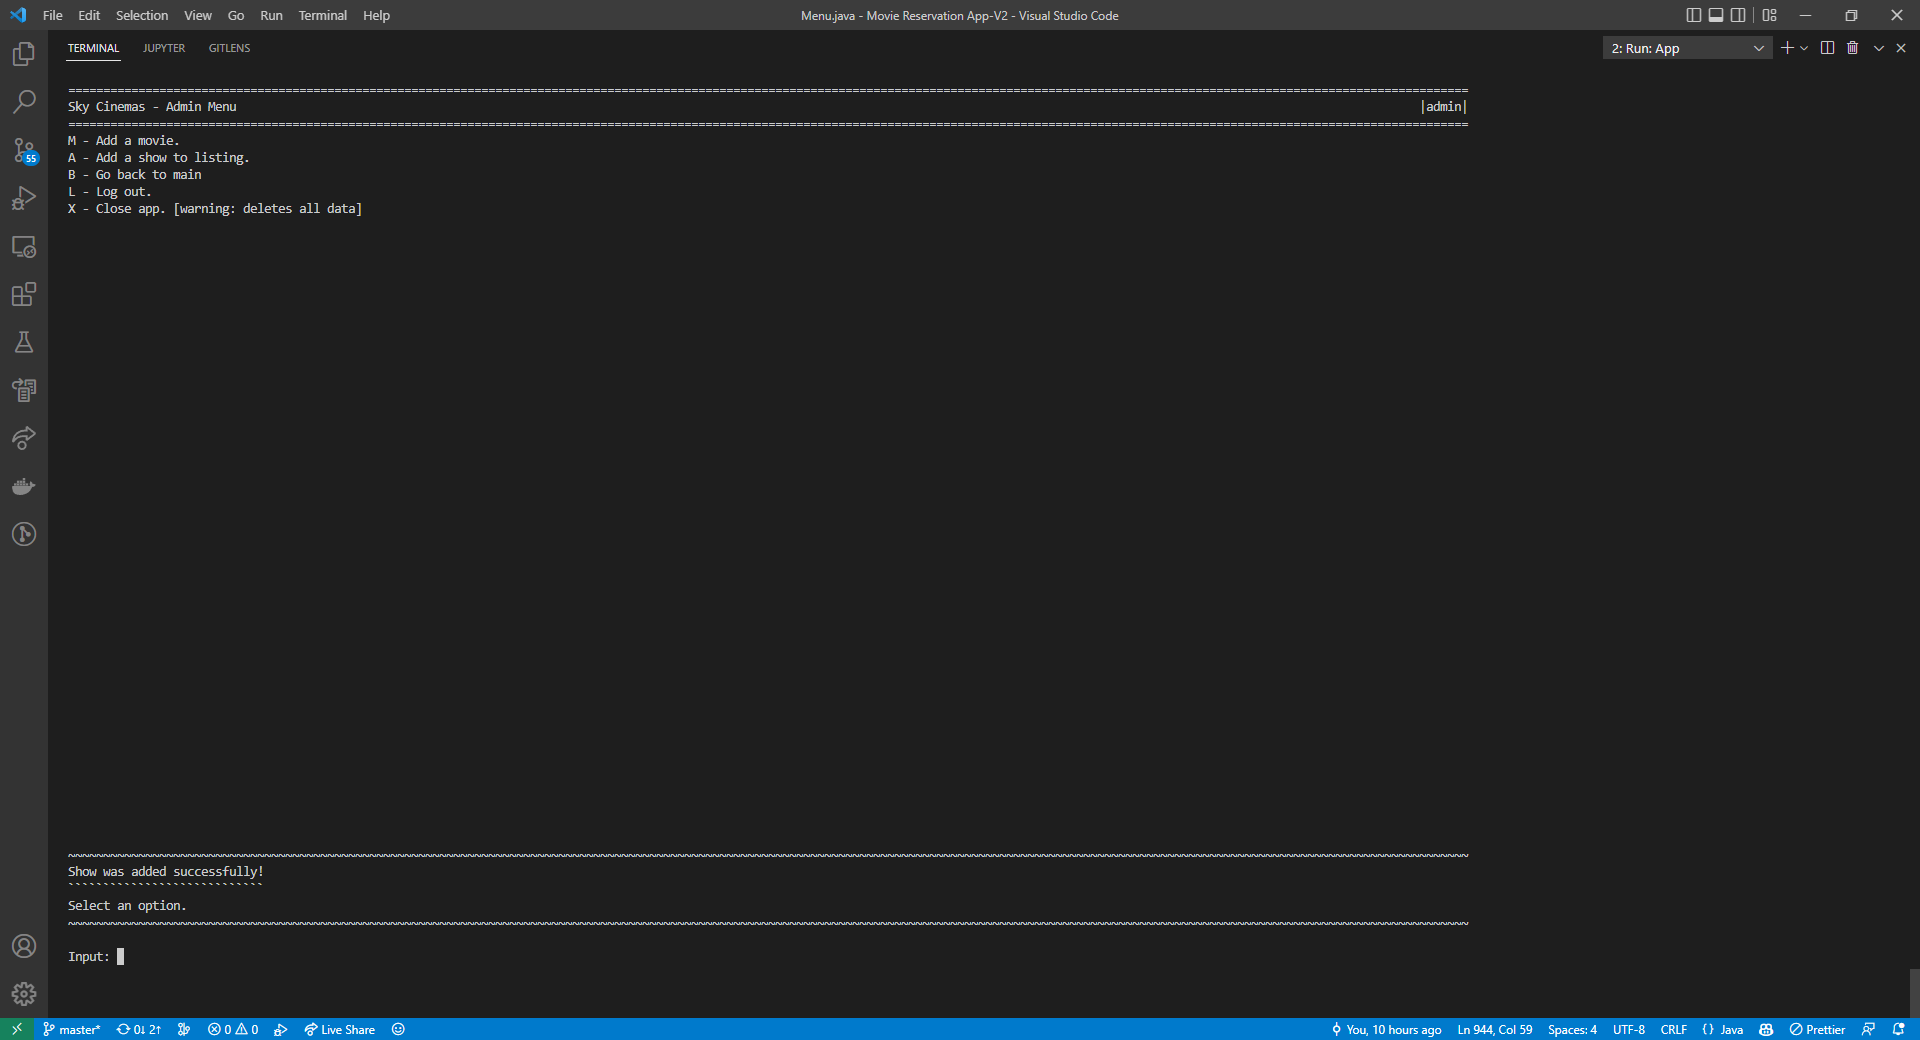 File Edit Selection View Go Run Terminal Help
Menu.java - Movie Reservation App-V2 - Visual Studio Code
TERMINAL JUPYTER GITLENS
2: Run: App
Sky Cinemas - Admin Menu |admin|
M - Add a movie.
A - Add a show to listing.
B - Go back to main
L - Log out.
X - Close app. [warning: deletes all data]
55
Show was added successfully!
Select an option.
Input:
master* 0↓ 2↑ 0 0 Live Share
You, 10 hours ago Ln 944, Col 59 Spaces: 4 UTF-8 CRLF {} Java Prettier